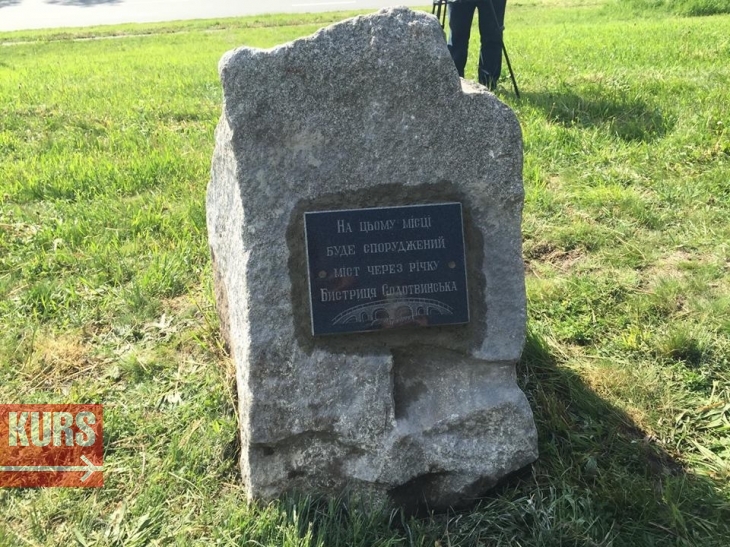 На цьому місці
буде споруджений
міст через річку
Бистриця Солотвинська
KURS